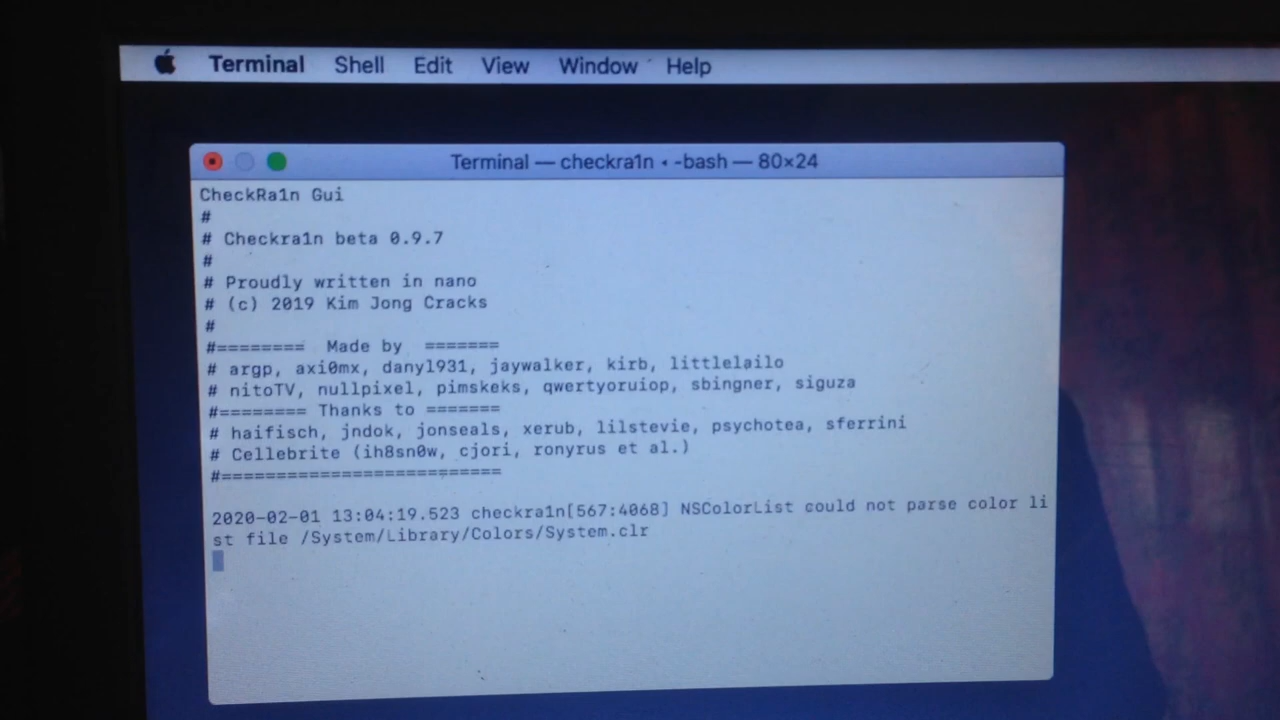 Terminal Shell Edit View Window Help
Terminal — checkra1n ◂ -bash — 80×24
CheckRa1n Gui
#
# Checkra1n beta 0.9.7
#
# Proudly written in nano
# (c) 2019 Kim Jong Cracks
#
#======== Made by =======
# argp, axi0mx, danyl931, jaywalker, kirb, littlelailo
# nitoTV, nullpixel, pimskeks, qwertyoruiop, sbingner, siguza
#======== Thanks to =======
# haifisch, jndok, jonseals, xerub, lilstevie, psychotea, sferrini
# Cellebrite (ih8sn0w, cjori, ronyrus et al.)
#==========================
2020-02-01 13:04:19.523 checkra1n[567:4068] NSColorList could not parse color li
st file /System/Library/Colors/System.clr